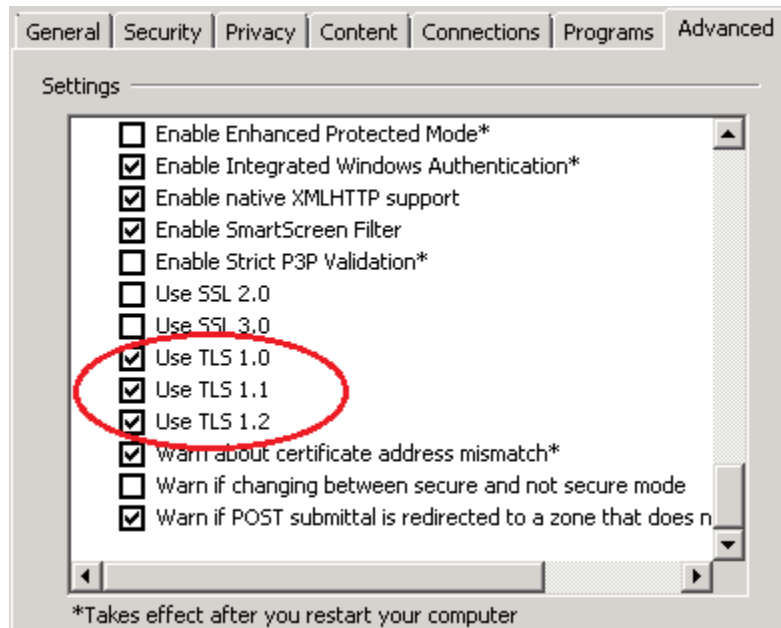 General Security Privacy Content Connections Programs Advanced
Settings
Enable Enhanced Protected Mode*
Enable Integrated Windows Authentication*
Enable native XMLHTTP support
Enable SmartScreen Filter
Enable Strict P3P Validation*
Use SSL 2.0
Use SSL 3.0
Use TLS 1.0
Use TLS 1.1
Use TLS 1.2
Warn about certificate address mismatch*
Warn if changing between secure and not secure mode
Warn if POST submittal is redirected to a zone that does n
*Takes effect after you restart your computer